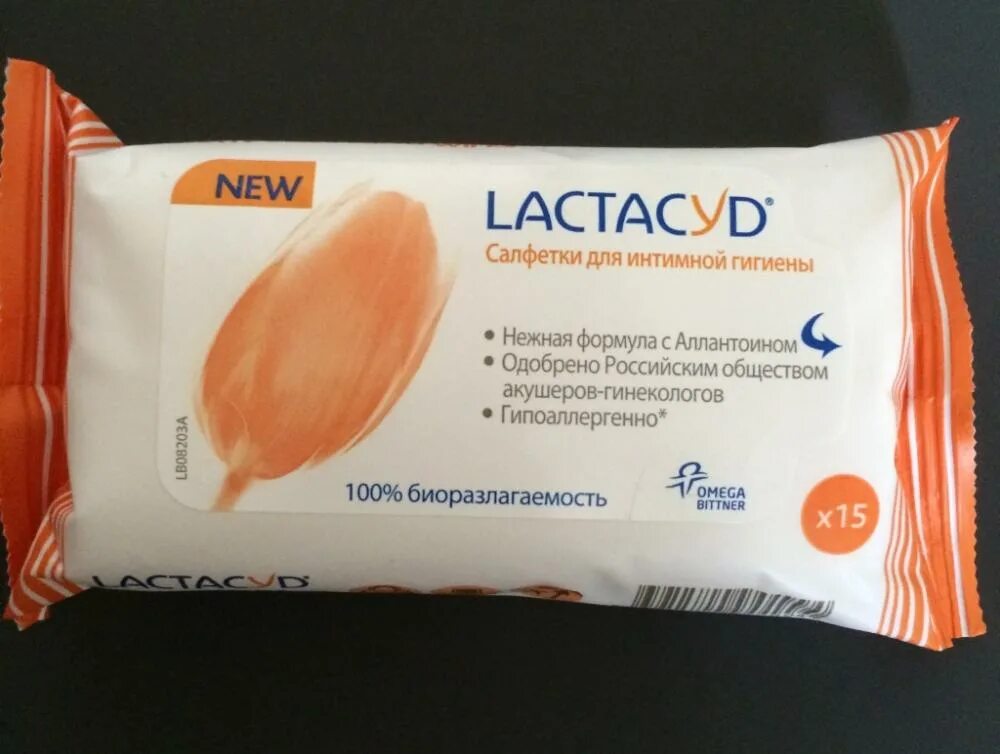 NEW
LACTACYD®
Салфетки для интимной гигиены
• Нежная формула с Аллантоином
• Одобрено Российским обществом
акушеров-гинекологов
• Гипоаллергенно*
LB08203A
100% биоразлагаемость
OMEGA
BITTNER
x15
LACTACYD®